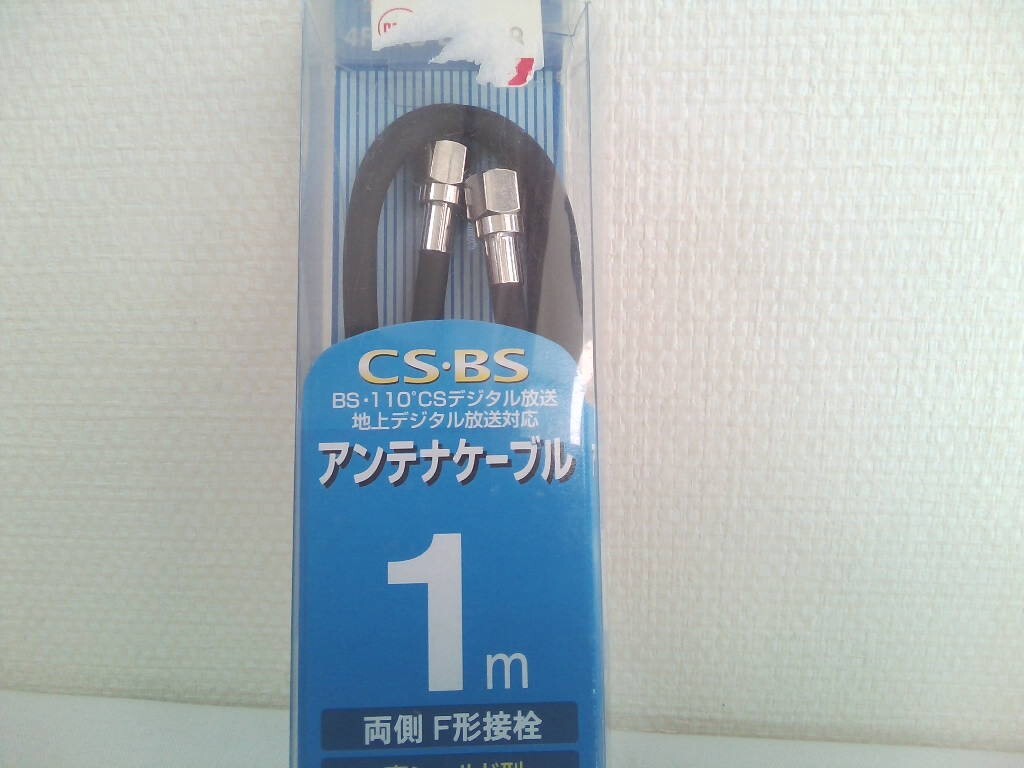 CS·BS
BS·110°CSデジタル放送
地上デジタル放送対応
アンテナケーブル
1m
両側 F形接栓